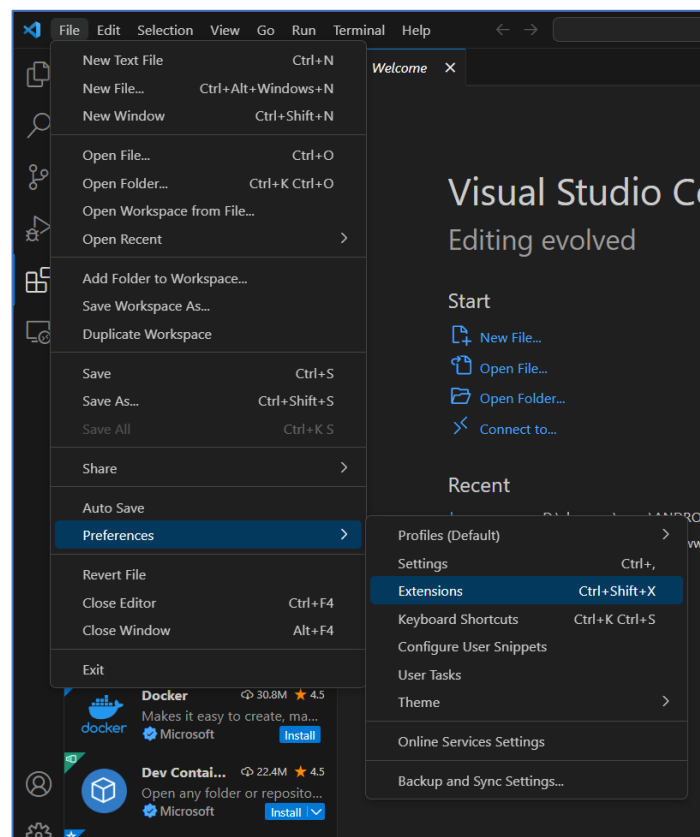 File Edit Selection View Go Run Terminal Help
New Text File Ctrl+N
New File... Ctrl+Alt+Windows+N
New Window Ctrl+Shift+N
Open File... Ctrl+O
Open Folder... Ctrl+K Ctrl+O
Open Workspace from File...
Open Recent
Add Folder to Workspace...
Save Workspace As...
Duplicate Workspace
Save Ctrl+S
Save As... Ctrl+Shift+S
Save All Ctrl+K S
Share
Auto Save
Preferences
Revert File
Close Editor Ctrl+F4
Close Window Alt+F4
Exit
Welcome
Visual Studio Co
Editing evolved
Start
New File...
Open File...
Open Folder...
Connect to...
Recent
Profiles (Default)
Settings Ctrl+,
Extensions Ctrl+Shift+X
Keyboard Shortcuts Ctrl+K Ctrl+S
Configure User Snippets
User Tasks
Theme
Online Services Settings
Backup and Sync Settings...
Docker 30.8M 4.5
Makes it easy to create, ma...
docker
Microsoft Install
Dev Contai... 22.4M 4.5
Open any folder or reposito...
Microsoft Install